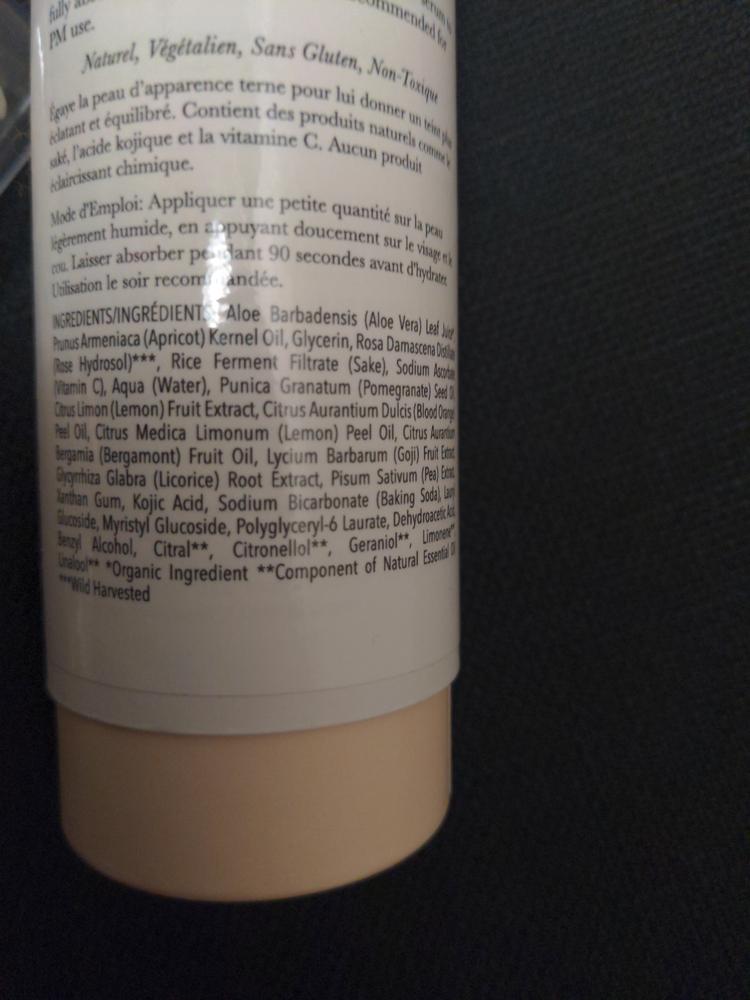 fully serum to
PM use. recommended for
Naturel, Végétalien, Sans Gluten, Non-Toxique
Égaye la peau d'apparence terne pour lui donner un teint plus
éclatant et équilibré. Contient des produits naturels comme le
saké, l'acide kojique et la vitamine C. Aucun produit
éclaircissant chimique.
Mode d'Emploi: Appliquer une petite quantité sur la peau
légèrement humide, en appuyant doucement sur le visage et le
cou. Laisser absorber pendant 90 secondes avant d'hydrater.
Utilisation le soir recommandée.
INGREDIENTS/INGRÉDIENTS: Aloe Barbadensis (Aloe Vera) Leaf Juice*
Prunus Armeniaca (Apricot) Kernel Oil, Glycerin, Rosa Damascena Distillate
(Rose Hydrosol)***, Rice Ferment Filtrate (Sake), Sodium Ascorbate
(Vitamin C), Aqua (Water), Punica Granatum (Pomegranate) Seed Oil,
Citrus Limon (Lemon) Fruit Extract, Citrus Aurantium Dulcis (Blood Orange)
Peel Oil, Citrus Medica Limonum (Lemon) Peel Oil, Citrus Aurantium
Bergamia (Bergamont) Fruit Oil, Lycium Barbarum (Goji) Fruit Extract,
Glycyrrhiza Glabra (Licorice) Root Extract, Pisum Sativum (Pea) Extract,
Xanthan Gum, Kojic Acid, Sodium Bicarbonate (Baking Soda), Lauryl
Glucoside, Myristyl Glucoside, Polyglyceryl-6 Laurate, Dehydroacetic Acid,
Benzyl Alcohol, Citral**, Citronellol**, Geraniol**, Limonene**,
Linalool** *Organic Ingredient **Component of Natural Essential Oil
***Wild Harvested